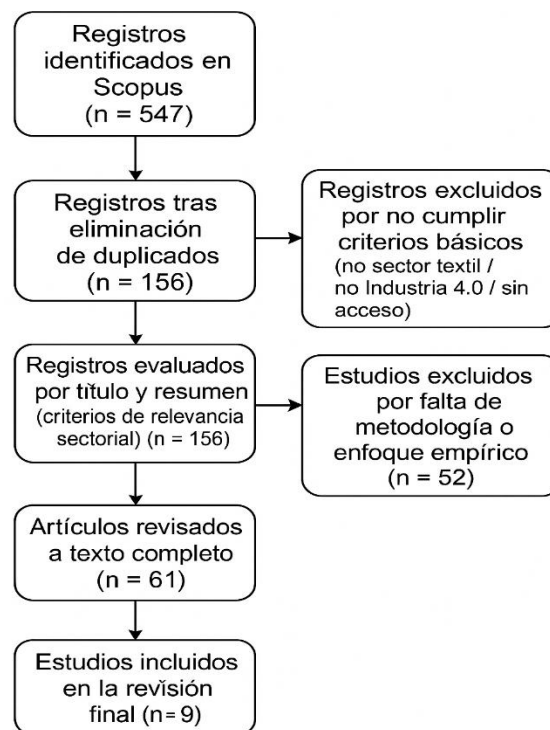 Registros
identificados en
Scopus
(n = 547)
Registros tras
eliminación
de duplicados
(n = 156)
Registros excluidos
por no cumplir
criterios básicos
(no sector textil /
no Industria 4.0 / sin
acceso)
Registros evaluados
por título y resumen
(criterios de relevancia
sectorial) (n = 156)
Estudios excluidos
por falta de
metodología o
enfoque empírico
(n = 52)
Artículos revisados
a texto completo
(n = 61)
Estudios incluidos
en la revisión
final (n= 9)